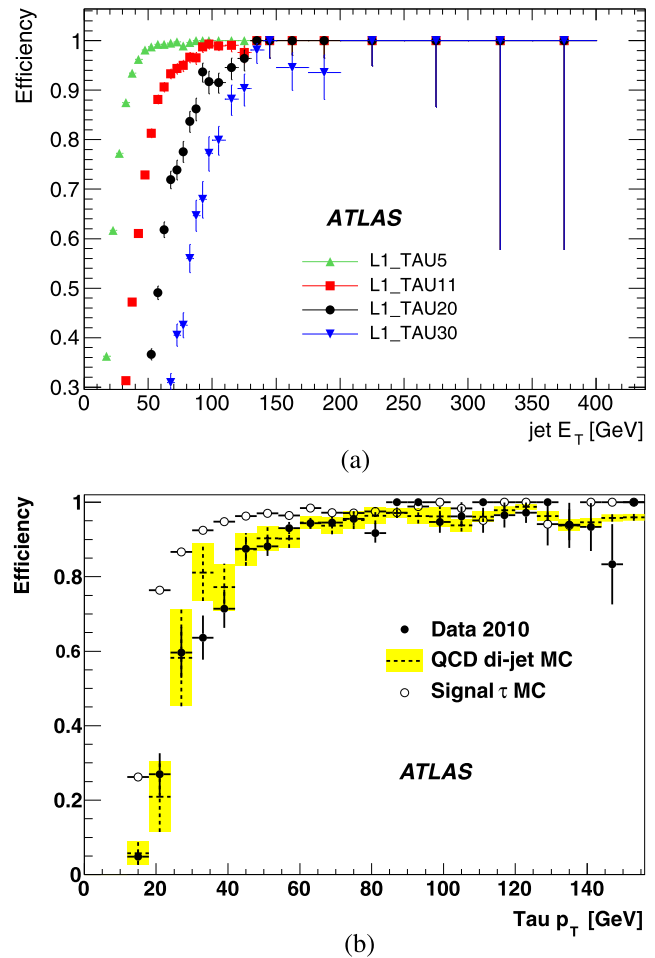 Efficiency
1
0.9
0.8
0.7
0.6
0.5
0.4
0.3
ATLAS
L1_TAU5
L1_TAU11
L1_TAU20
L1_TAU30
0 50 100 150 200 250 300 350 400
jet E_T [GeV]
(a)
Efficiency
1
0.8
0.6
0.4
0.2
0
Data 2010
QCD di-jet MC
Signal τ MC
ATLAS
0 20 40 60 80 100 120 140
Tau p_T [GeV]
(b)